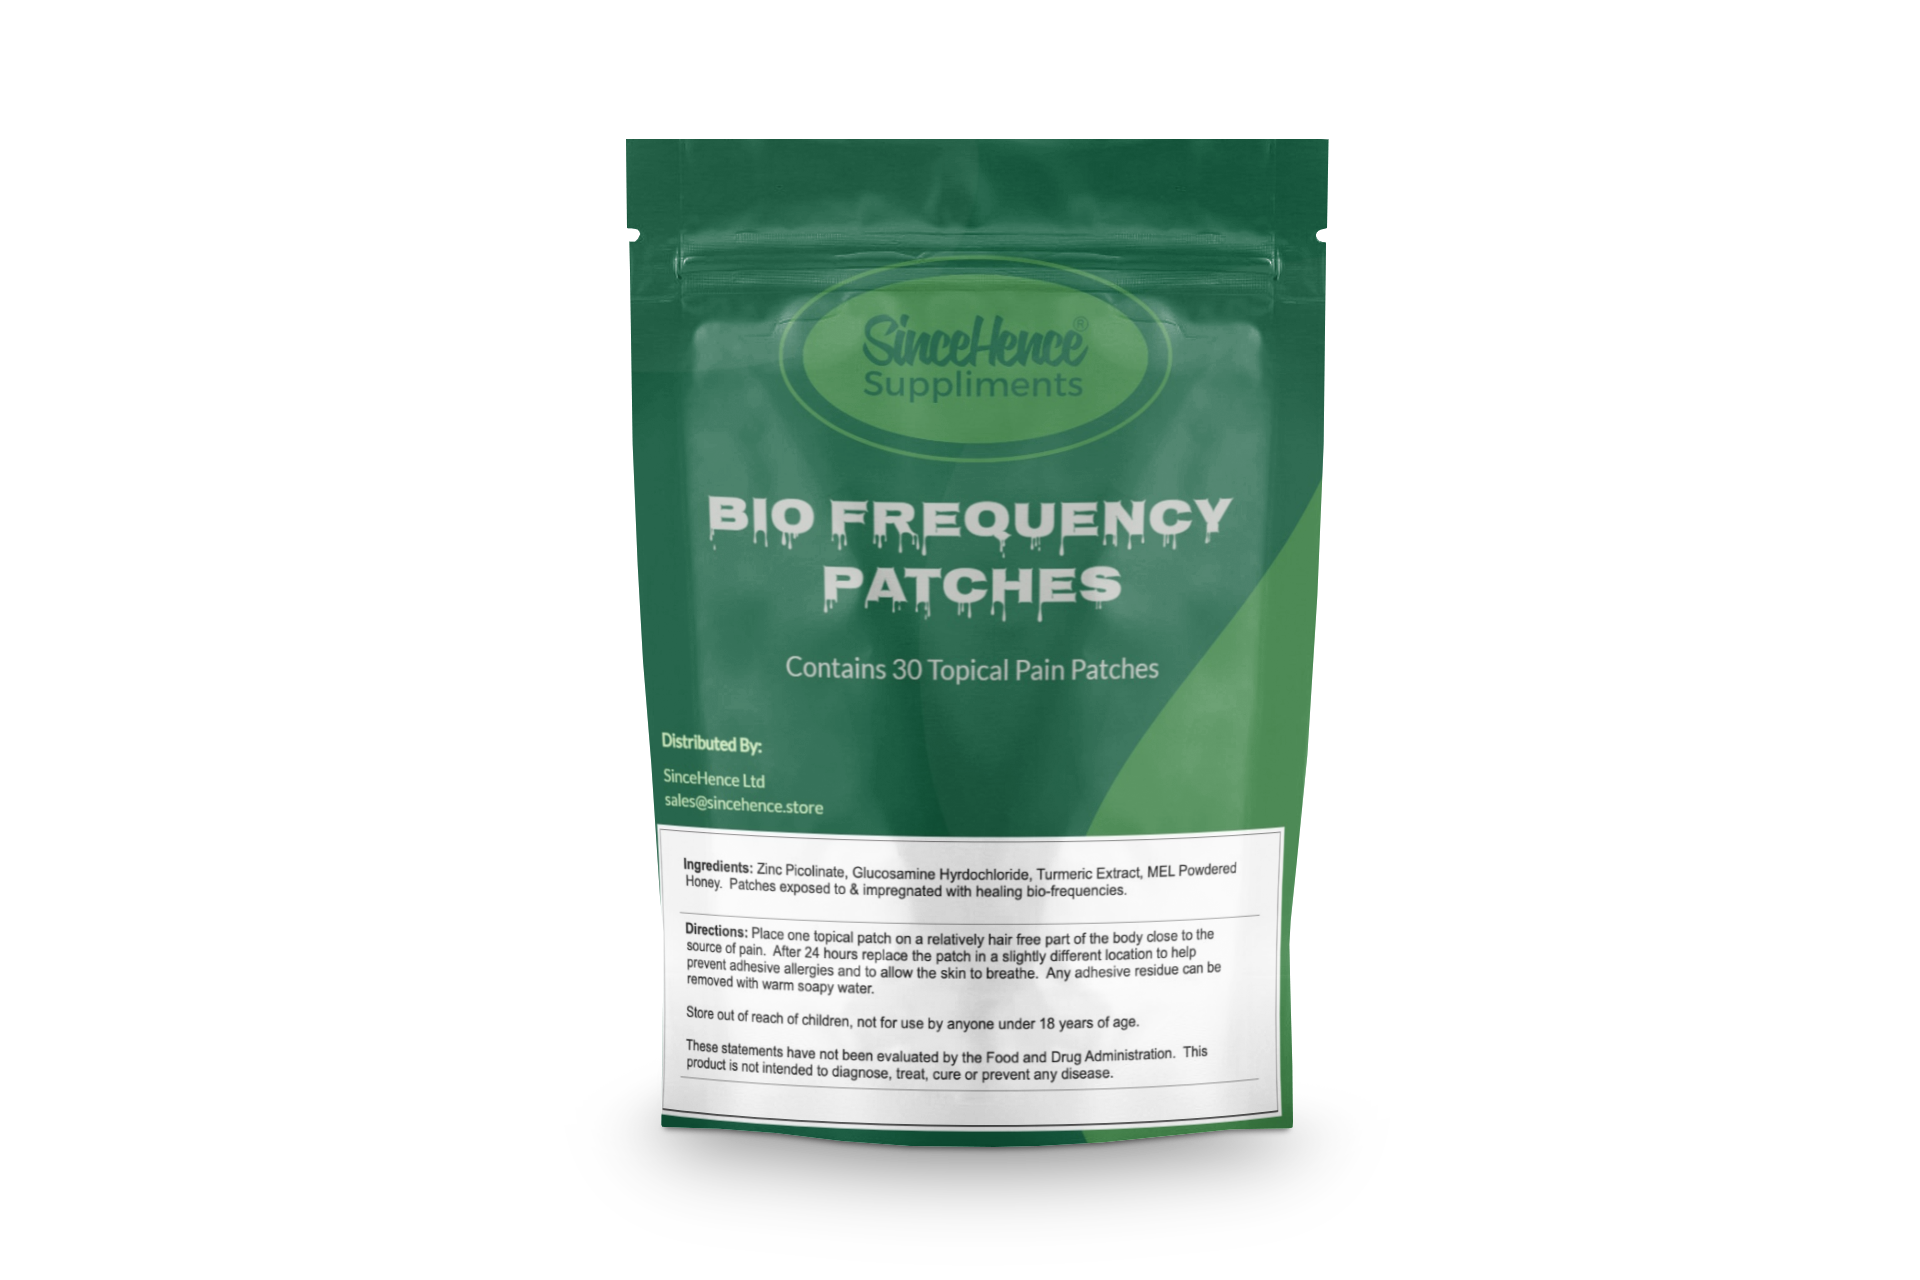 SinceHence®
Suppliments
BIO FREQUENCY
PATCHES
Contains 30 Topical Pain Patches
Distributed By:
SinceHence Ltd
sales@sincehence.store
Ingredients: Zinc Picolinate, Glucosamine Hyrdochloride, Turmeric Extract, MEL Powdered
Honey.  Patches exposed to & impregnated with healing bio-frequencies.
Directions: Place one topical patch on a relatively hair free part of the body close to the
source of pain.  After 24 hours replace the patch in a slightly different location to help
prevent adhesive allergies and to allow the skin to breathe.  Any adhesive residue can be
removed with warm soapy water.
Store out of reach of children, not for use by anyone under 18 years of age.
These statements have not been evaluated by the Food and Drug Administration.  This
product is not intended to diagnose, treat, cure or prevent any disease.